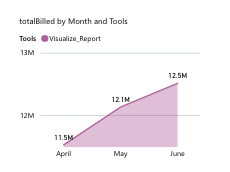 totalBilled by Month and Tools
Tools Visualize_Report
13M
12.5M
12.1M
12M
11.5M
April May June